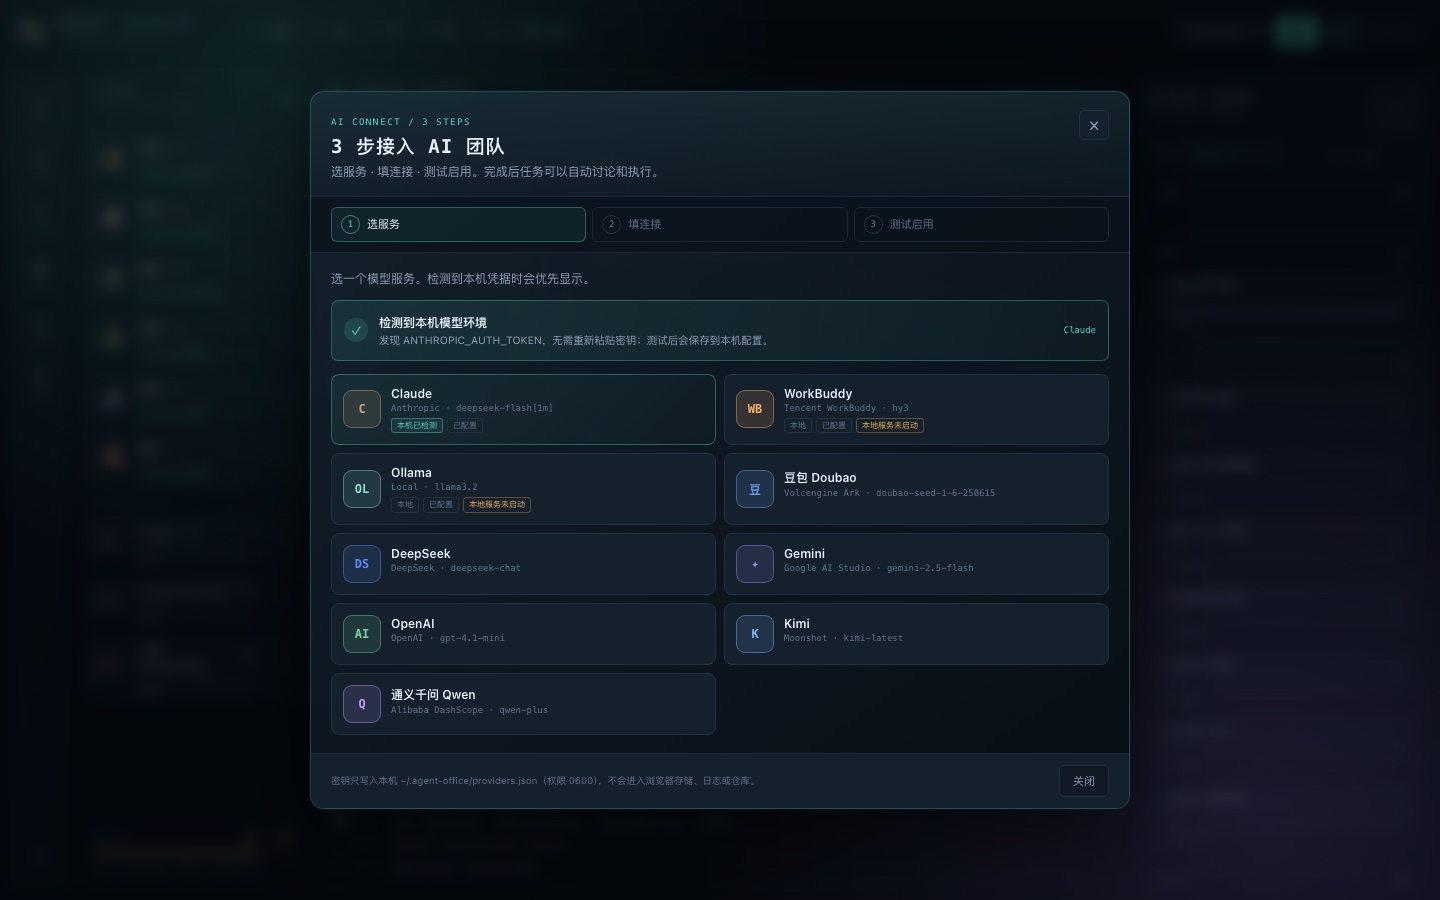 AI CONNECT / 3 STEPS
3 步接入 AI 团队
选服务 · 填连接 · 测试启用。完成后任务可以自动讨论和执行。
×
1 选服务
2 填连接
3 测试启用
选一个模型服务。检测到本机凭据时会优先显示。
✓
检测到本机模型环境
发现 ANTHROPIC_AUTH_TOKEN，无需重新粘贴密钥；测试后会保存到本机配置。
Claude
C
Claude
Anthropic · deepseek-flash[1m]
本机已检测 已配置
WB
WorkBuddy
Tencent WorkBuddy · hy3
本地 已配置 本地服务未启动
OL
Ollama
Local · llama3.2
本地 已配置 本地服务未启动
豆
豆包 Doubao
Volcengine Ark · doubao-seed-1-6-250615
DS
DeepSeek
DeepSeek · deepseek-chat
✦
Gemini
Google AI Studio · gemini-2.5-flash
AI
OpenAI
OpenAI · gpt-4.1-mini
K
Kimi
Moonshot · kimi-latest
Q
通义千问 Qwen
Alibaba DashScope · qwen-plus
密钥只写入本机 ~/.agent-office/providers.json（权限 0600），不会进入浏览器存储、日志或仓库。
关闭